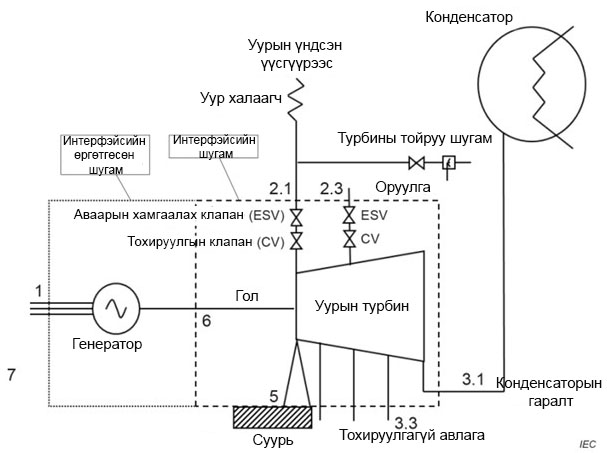 Конденсатор
Уурын үндсэн
үүсгүүрээс
Уур халаагч
Интерфэйсийн
өргөтгөсөн
шугам
Интерфэйсийн
шугам
Турбины тойруу шугам
2.1
2.3
Оруулга
Аваарын хамгаалах клапан (ESV)
ESV
Тохируулгын клапан (CV)
CV
1
Гол
Уурын турбин
6
Генератор
7
3.1
Конденсаторын
гаралт
5
3.3
Суурь
Тохируулгагүй авлага
IEC